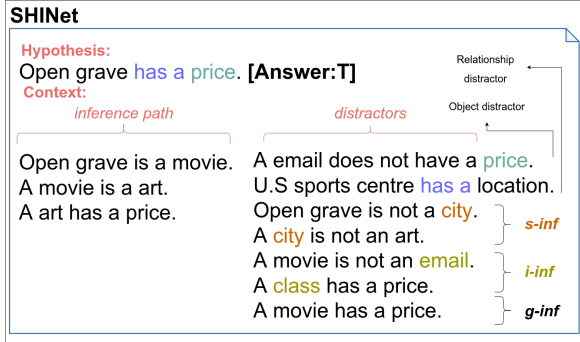 SHINet
Hypothesis:
Open grave has a price. [Answer:T]
Context:
inference path
distractors
Relationship
distractor
Object distractor
Open grave is a movie.
A movie is a art.
A art has a price.
A email does not have a price.
U.S sports centre has a location.
Open grave is not a city.
A city is not an art.
s-inf
A movie is not an email.
A class has a price.
i-inf
A movie has a price.
g-inf